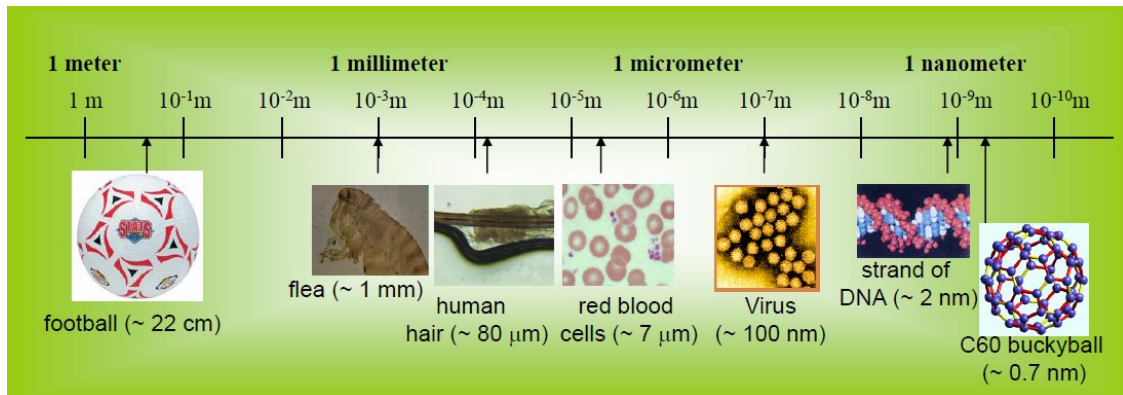 1 meter
1 millimeter
1 micrometer
1 nanometer
1 m
10⁻¹m
10⁻²m
10⁻³m
10⁻⁴m
10⁻⁵m
10⁻⁶m
10⁻⁷m
10⁻⁸m
10⁻⁹m
10⁻¹⁰m
STATS
football (~ 22 cm)
flea (~ 1 mm)
human
hair (~ 80 μm)
red blood
cells (~ 7 μm)
Virus
(~ 100 nm)
strand of
DNA (~ 2 nm)
C60 buckyball
(~ 0.7 nm)